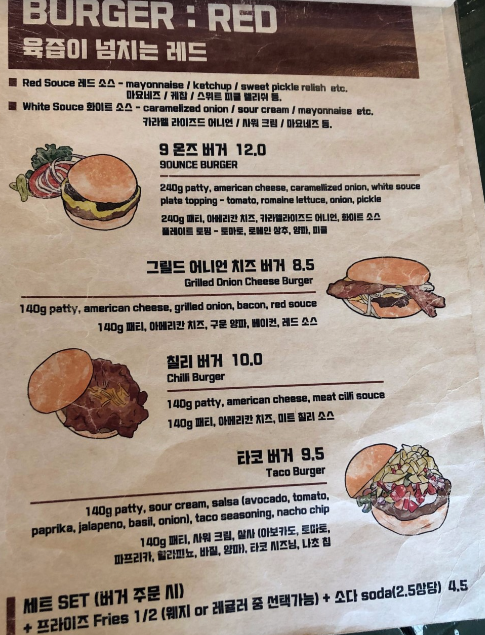 BURGER : RED
육즙이 넘치는 레드
Red Souce 레드 소스 - mayonnaise / ketchup / sweet pickle relish etc.
마요네즈 / 케찹 / 스위트 피클 렐리쉬 등.
White Souce 화이트 소스 - caramelized onion / sour cream / mayonnaise etc.
카라멜 라이즈드 어니언 / 사워 크림 / 마요네즈 등.
9 온즈 버거 12.0
9OUNCE BURGER
240g patty, american cheese, caramellized onion, white souce
plate topping - tomato, romaine lettuce, onion, pickle
240g 패티, 아메리칸 치즈, 카라멜라이즈드 어니언, 화이트 소스
플레이트 토핑 - 토마토, 로메인 상추, 양파, 피클
그릴드 어니언 치즈 버거 8.5
Grilled Onion Cheese Burger
140g patty, american cheese, grilled onion, bacon, red souce
140g 패티, 아메리칸 치즈, 구운 양파, 베이컨, 레드 소스
칠리 버거 10.0
Chilli Burger
140g patty, american cheese, meat cilli souce
140g 패티, 아메리칸 치즈, 미트 칠리 소스
타코 버거 9.5
Taco Burger
140g patty, sour cream, salsa (avocado, tomato,
paprika, jalapeno, basil, onion), taco seasoning, nacho chip
140g 패티, 사워 크림, 살사 (아보카도, 토마토,
파프리카, 할라피뇨, 바질, 양파), 타코 시즈닝, 나초 칩
세트 SET (버거 주문 시)
+ 프라이즈 Fries 1/2 (웨지 or 레귤러 중 선택가능) + 소다 soda(2.5상당) 4.5